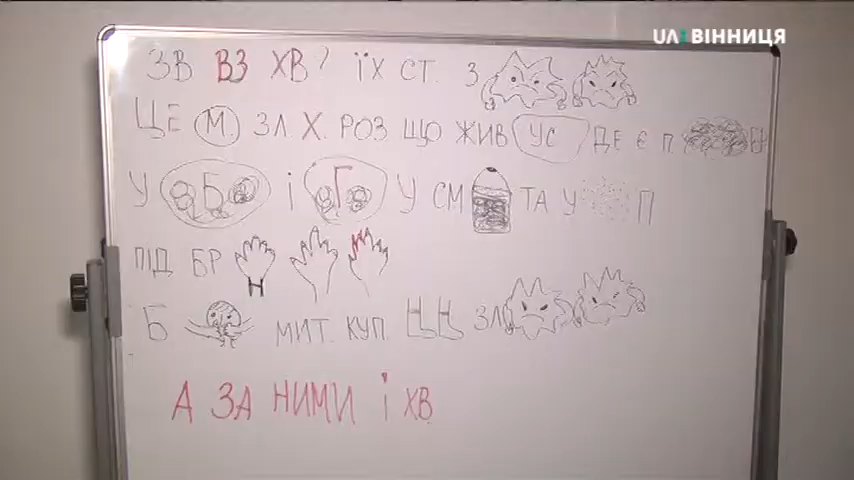 UA:ВІННИЦЯ
ЗВ ВЗ ХВ? ЇХ СТ. З
ЦЕ М. ЗЛ Х. РОЗ ЩО ЖИВ УС ДЕ Є П
У Б І Г У СМ ТА У П
ПІД БР Н
Б МИТ. КУП ЦЦ ЗЛ
А ЗА НИМИ І ХВ